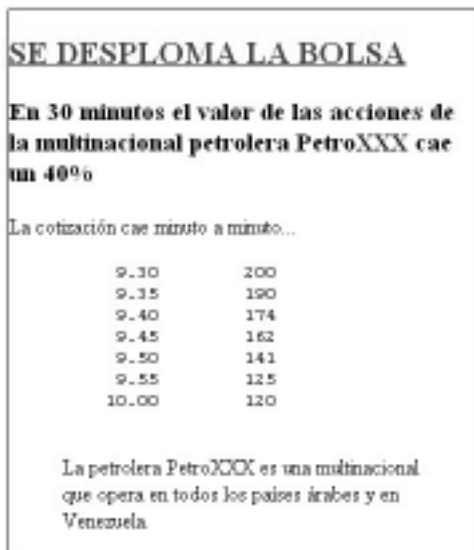 SE DESPLOMA LA BOLSA
En 30 minutos el valor de las acciones de
la multinacional petrolera PetroXXX cae
un 40%
La cotización cae minuto a minuto...
9.30 200
9.35 190
9.40 174
9.45 162
9.50 141
9.55 125
10.00 120
La petrolera PetroXXX es una multinacional
que opera en todos los países árabes y en
Venezuela.